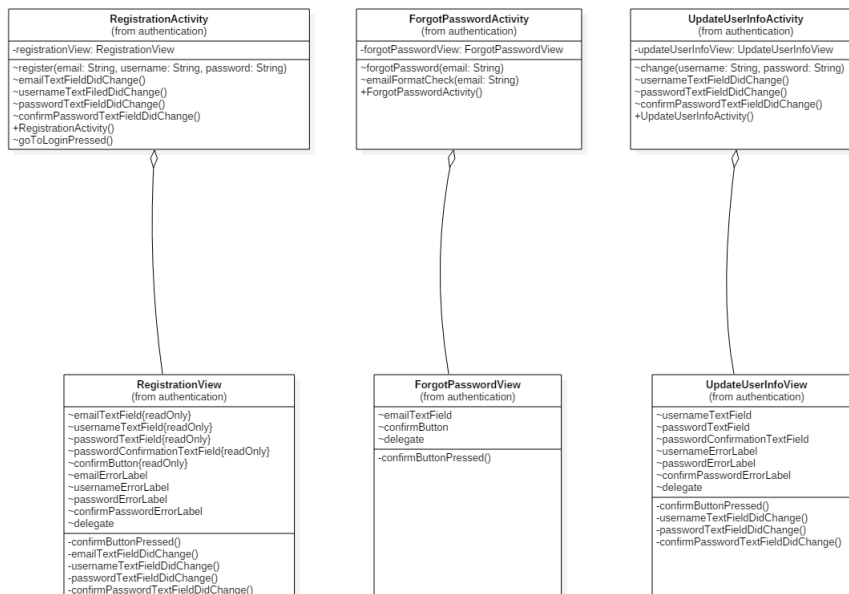 RegistrationActivity
(from authentication)
-registrationView: RegistrationView
~register(email: String, username: String, password: String)
~emailTextFieldDidChange()
~usernameTextFiledDidChange()
~passwordTextFieldDidChange()
~confirmPasswordTextFieldDidChange()
+RegistrationActivity()
~goToLoginPressed()
ForgotPasswordActivity
(from authentication)
-forgotPasswordView: ForgotPasswordView
~forgotPassword(email: String)
~emailFormatCheck(email: String)
+ForgotPasswordActivity()
UpdateUserInfoActivity
(from authentication)
-updateUserInfoView: UpdateUserInfoView
~change(username: String, password: String)
~usernameTextFieldDidChange()
~passwordTextFieldDidChange()
~confirmPasswordTextFieldDidChange()
+UpdateUserInfoActivity()
RegistrationView
(from authentication)
~emailTextField{readOnly}
~usernameTextField{readOnly}
~passwordTextField{readOnly}
~passwordConfirmationTextField{readOnly}
~confirmButton{readOnly}
~emailErrorLabel
~usernameErrorLabel
~passwordErrorLabel
~confirmPasswordErrorLabel
~delegate
-confirmButtonPressed()
-emailTextFieldDidChange()
-usernameTextFieldDidChange()
-passwordTextFieldDidChange()
-confirmPasswordTextFieldDidChange()
ForgotPasswordView
(from authentication)
~emailTextField
~confirmButton
~delegate
-confirmButtonPressed()
UpdateUserInfoView
(from authentication)
~usernameTextField
~passwordTextField
~passwordConfirmationTextField
~usernameErrorLabel
~passwordErrorLabel
~confirmPasswordErrorLabel
~delegate
-confirmButtonPressed()
-usernameTextFieldDidChange()
-passwordTextFieldDidChange()
-confirmPasswordTextFieldDidChange()